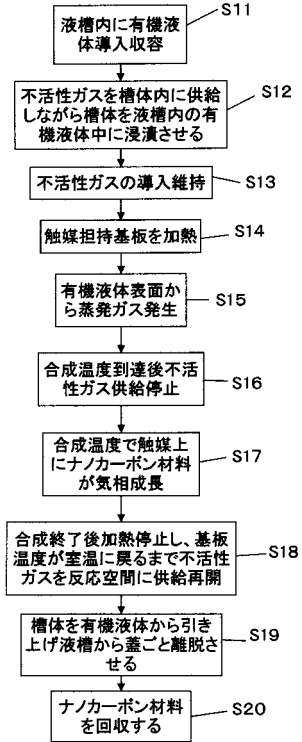 液槽内に有機液
体導入収容
S11
不活性ガスを槽体内に供給
しながら槽体を液槽内の有
機液体中に浸漬させる
S12
不活性ガスの導入維持
S13
触媒担持基板を加熱
S14
有機液体表面か
ら蒸発ガス発生
S15
合成温度到達後不活
性ガス供給停止
S16
合成温度で触媒上
にナノカーボン材料
が気相成長
S17
合成終了後加熱停止し、基板
温度が室温に戻るまで不活性
ガスを反応空間に供給再開
S18
槽体を有機液体から引き
上げ液槽から蓋ごと離脱さ
せる
S19
ナノカーボン材料
を回収する
S20